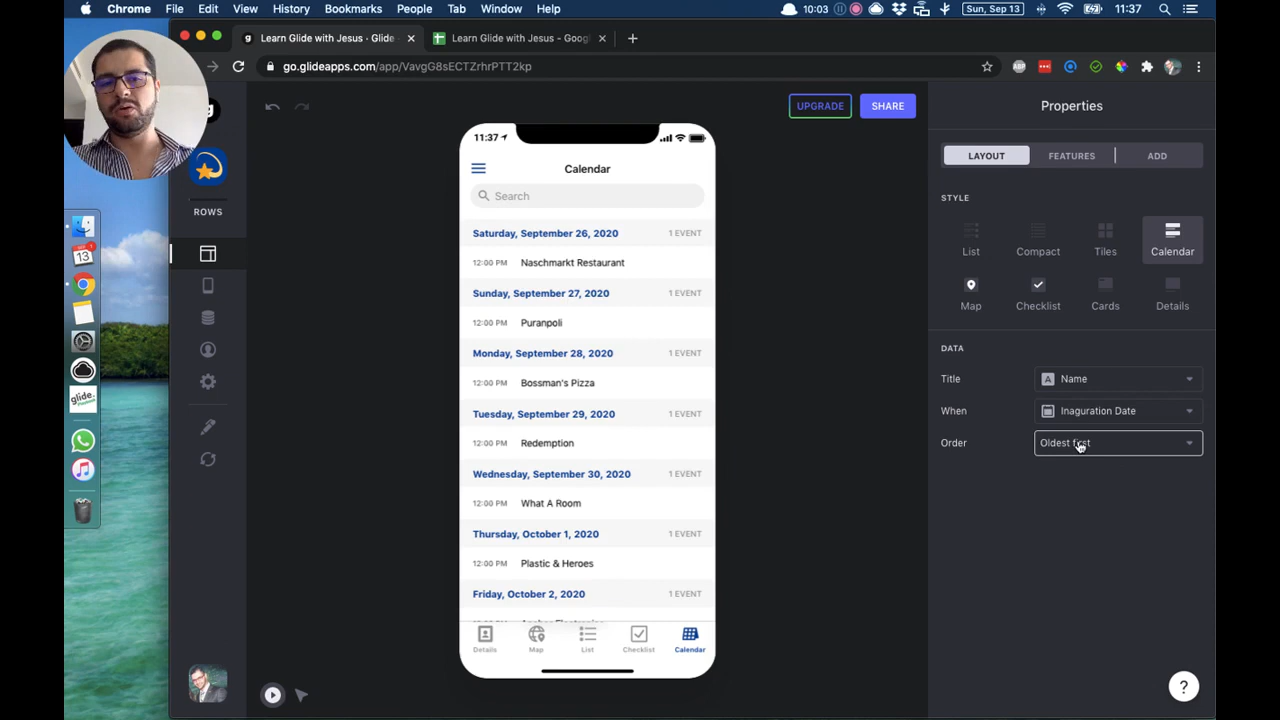 Chrome File Edit View History Bookmarks People Tab Window Help 10:03 Sun, Sep 13 11:37
Learn Glide with Jesus · Glide
Learn Glide with Jesus - Goog
go.glideapps.com/app/VavgG8sECTZrhrPTT2kp
UPGRADE SHARE
Properties
LAYOUT FEATURES ADD
ROWS
11:37
Calendar
Search
Saturday, September 26, 2020 1 EVENT
12:00 PM Naschmarkt Restaurant
Sunday, September 27, 2020 1 EVENT
12:00 PM Puranpoli
Monday, September 28, 2020 1 EVENT
12:00 PM Bossman's Pizza
Tuesday, September 29, 2020 1 EVENT
12:00 PM Redemption
Wednesday, September 30, 2020 1 EVENT
12:00 PM What A Room
Thursday, October 1, 2020 1 EVENT
12:00 PM Plastic & Heroes
Friday, October 2, 2020 1 EVENT
Details Map List Checklist Calendar
STYLE
List Compact Tiles Calendar
Map Checklist Cards Details
DATA
Title A Name
When Inaguration Date
Order Oldest first
13
glide
?